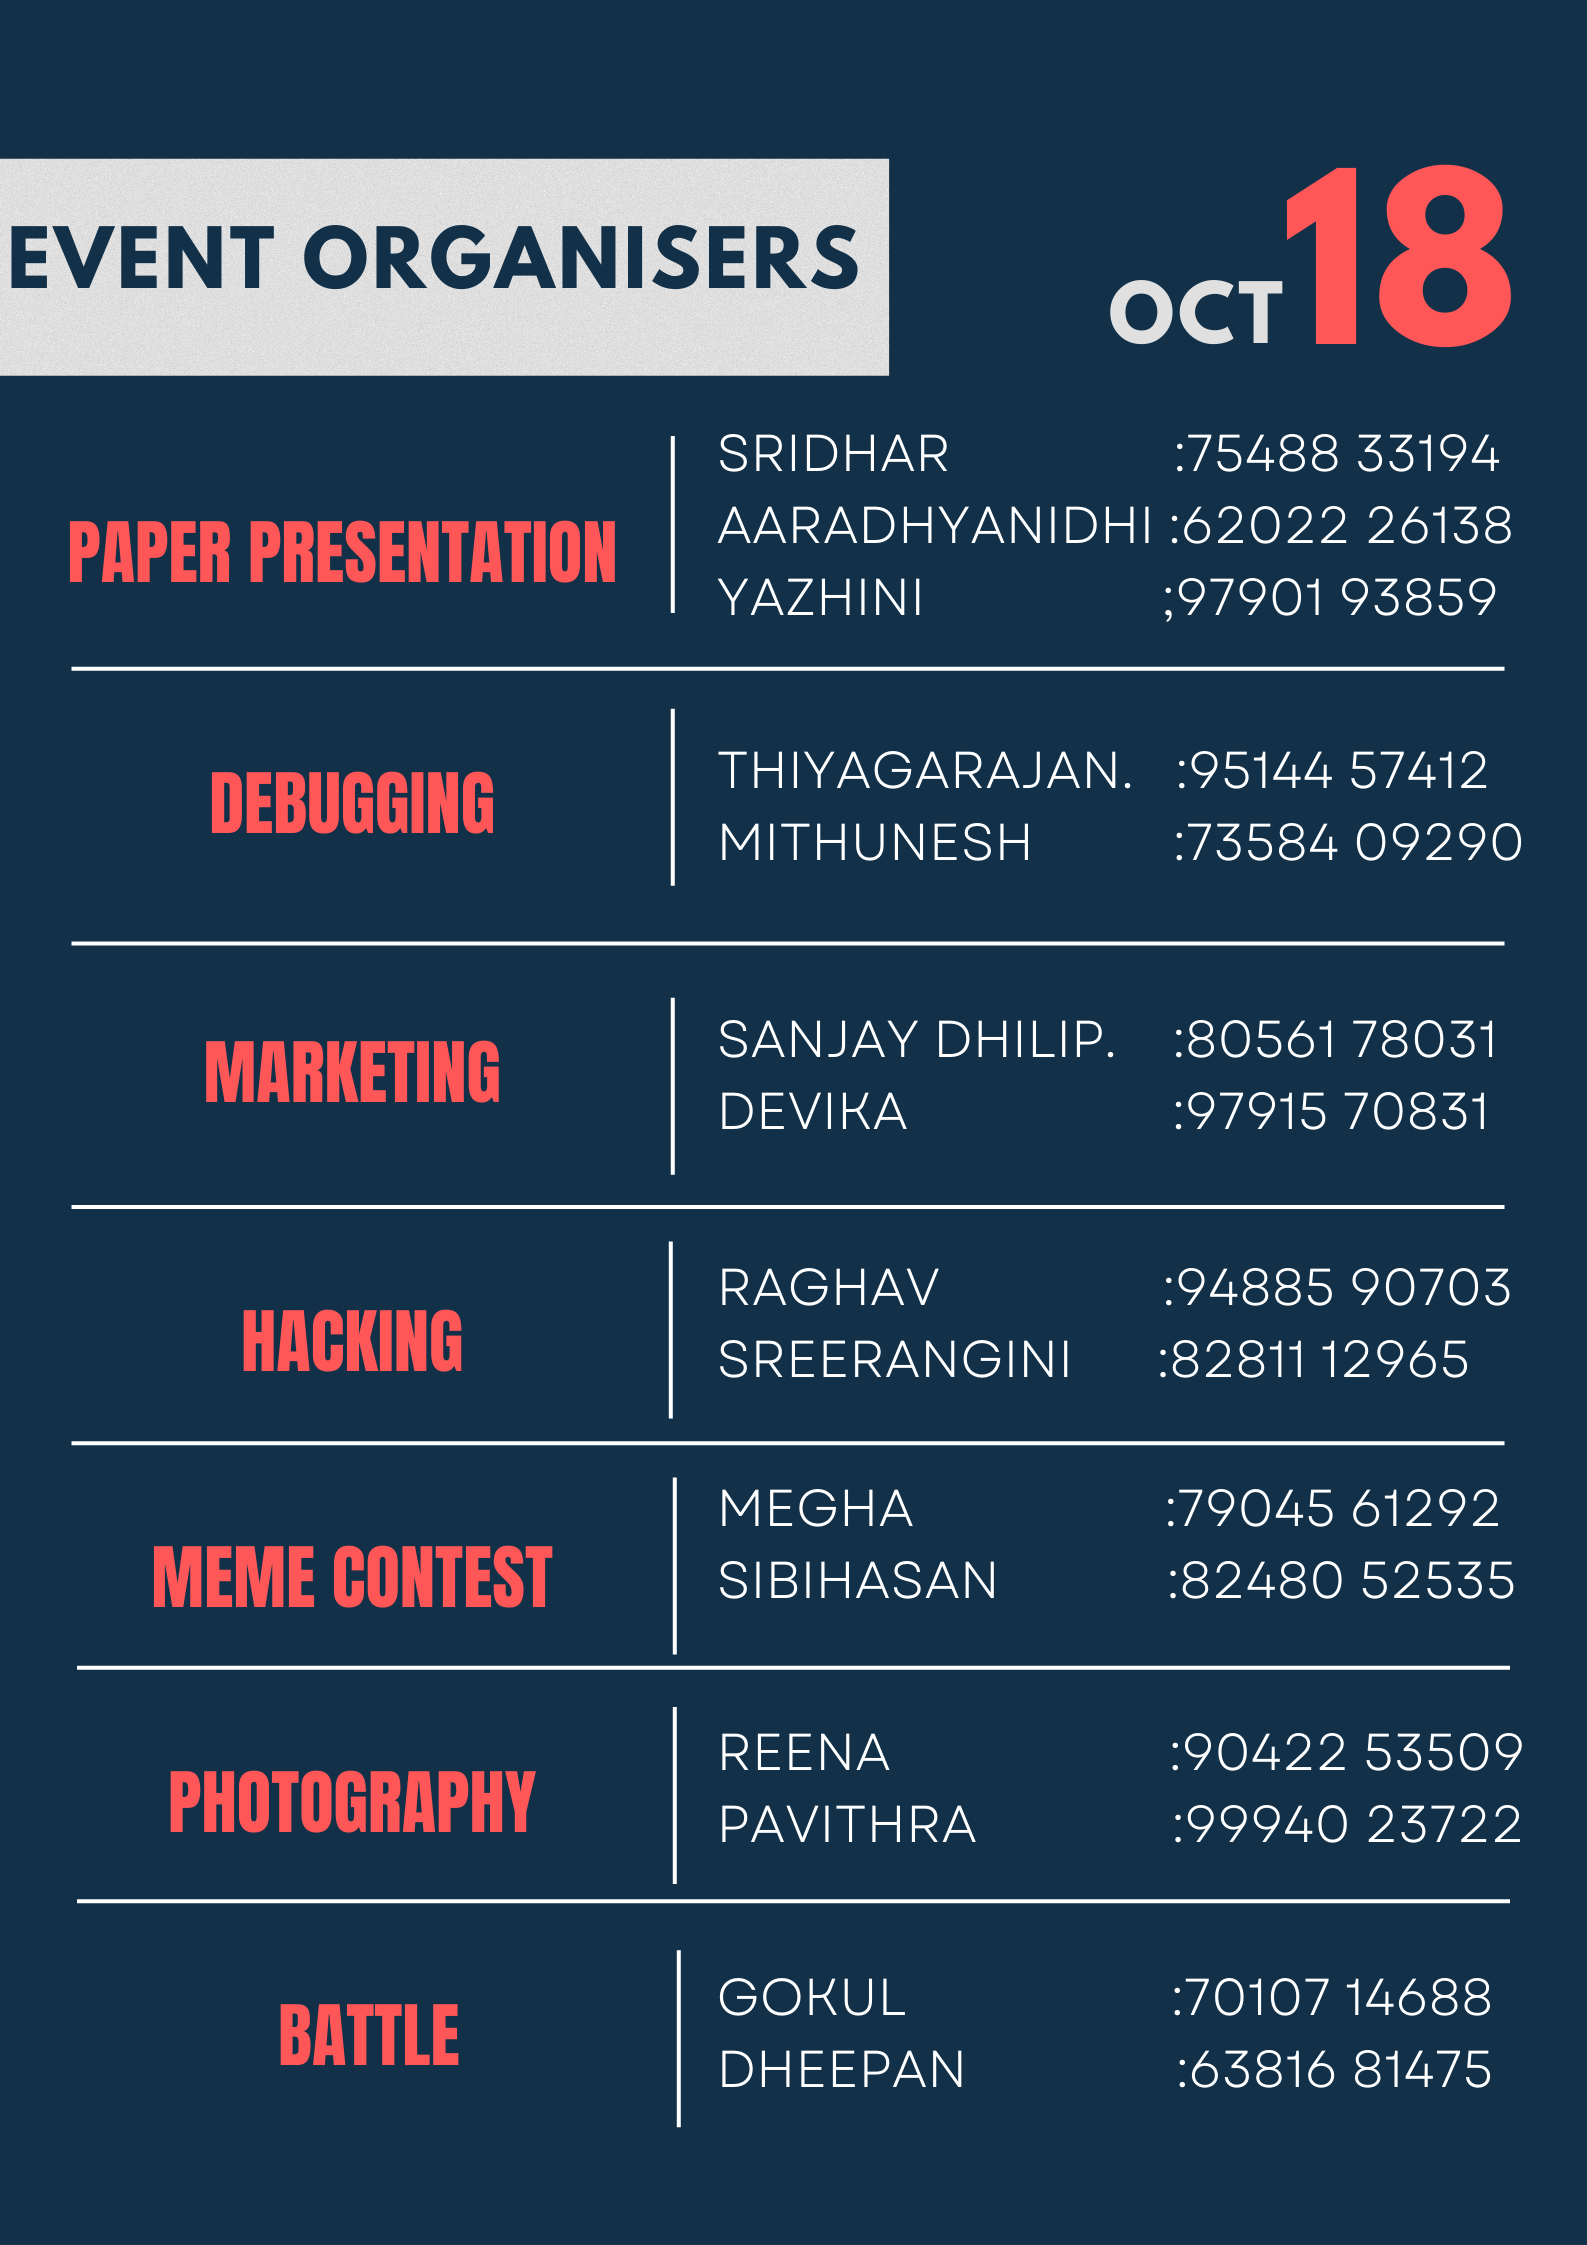 EVENT ORGANISERS
OCT 18
PAPER PRESENTATION
SRIDHAR :75488 33194
AARADHYANIDHI :62022 26138
YAZHINI ;97901 93859
DEBUGGING
THIYAGARAJAN. :95144 57412
MITHUNESH :73584 09290
MARKETING
SANJAY DHILIP. :80561 78031
DEVIKA :97915 70831
HACKING
RAGHAV :94885 90703
SREERANGINI :82811 12965
MEME CONTEST
MEGHA :79045 61292
SIBIHASAN :82480 52535
PHOTOGRAPHY
REENA :90422 53509
PAVITHRA :99940 23722
BATTLE
GOKUL :70107 14688
DHEEPAN :63816 81475